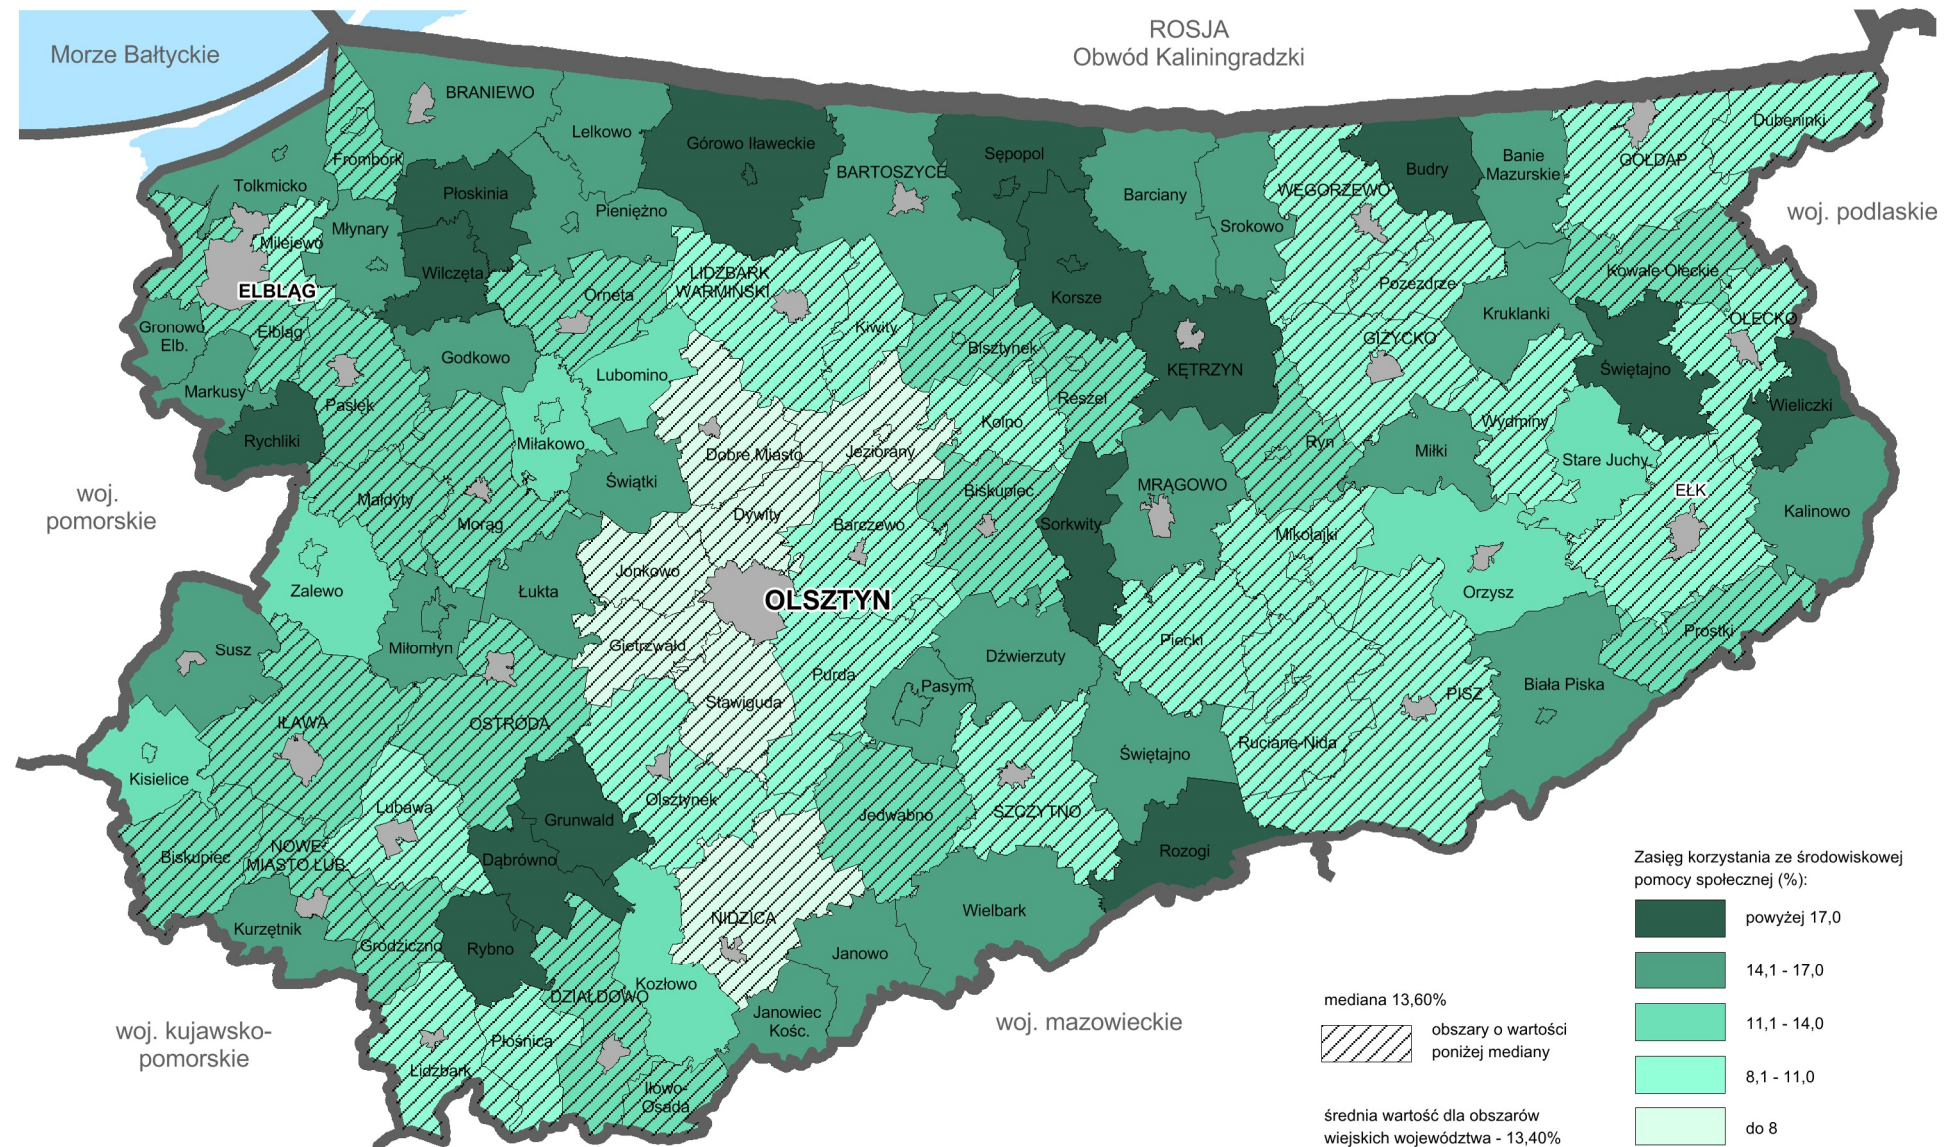 Morze Bałtyckie
ROSJA
Obwód Kaliningradzki
woj. podlaskie
woj.
pomorskie
woj. kujawsko-
pomorskie
woj. mazowieckie
BRANIEWO
Lelkowo
Górowo Iławeckie
BARTOSZYCE
Sępopol
Barciany
Srokowo
WĘGORZEWO
Budry
Banie
Mazurskie
GOŁDAP
Dubeninki
Frombork
Tolkmicko
Płoskinia
Pieniężno
Młynary
Milejewo
Wilczęta
ELBLĄG
Elbląg
Gronowo
Elb.
Markusy
Rychliki
Pasłęk
Godkowo
Orneta
LIDZBARK
WARMIŃSKI
Kiwity
Lubomino
Bisztynek
Korsze
KĘTRZYN
Reszel
Kolno
Pozezdrze
GIŻYCKO
Kruklanki
Kowale Oleckie
OLECKO
Świętajno
Wieliczki
Wydminy
Ryn
Miłki
Stare Juchy
EŁK
Kalinowo
Miłakowo
Świątki
Dobre Miasto
Jeziorany
Dywity
Barczewo
Biskupiec
Sorkwity
MRĄGOWO
Mikołajki
Orzysz
Małdyty
Morąg
Zalewo
Łukta
Jonkowo
OLSZTYN
Gietrzwałd
Stawiguda
Purda
Dźwierzuty
Piecki
Prostki
Biała Piska
PISZ
Ruciane-Nida
Susz
Miłomłyn
IŁAWA
OSTRÓDA
Kisielice
Lubawa
Olsztynek
Pasym
Świętajno
SZCZYTNO
Jedwabno
Rozogi
Grunwald
Dąbrówno
Biskupiec
NOWE
MIASTO LUB.
Kurzętnik
Grodziczno
Rybno
NIDZICA
Wielbark
Janowo
Kozłowo
DZIAŁDOWO
Janowiec
Kośc.
Płośnica
Lidzbark
Iłowo-
Osada
mediana 13,60%
obszary o wartości
poniżej mediany
średnia wartość dla obszarów
wiejskich województwa - 13,40%
Zasięg korzystania ze środowiskowej
pomocy społecznej (%):
powyżej 17,0
14,1 - 17,0
11,1 - 14,0
8,1 - 11,0
do 8